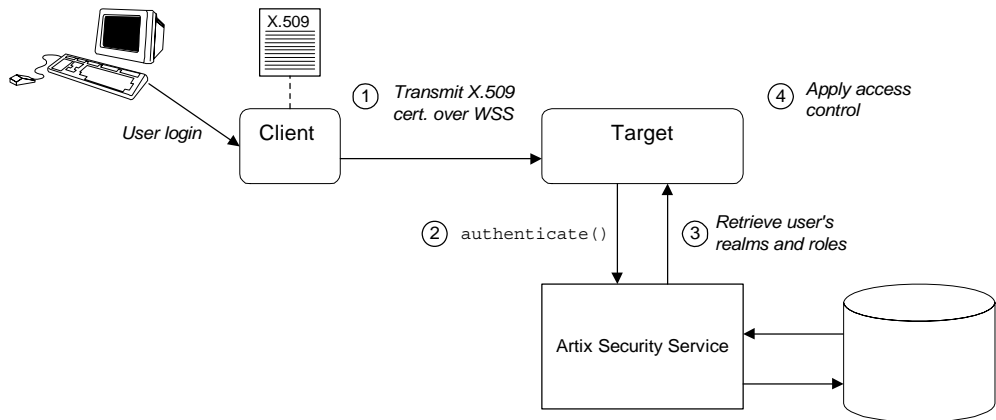 X.509
1
Transmit X.509
cert. over WSS
4
Apply access
control
User login
Client
Target
2
authenticate()
3
Retrieve user's
realms and roles
Artix Security Service